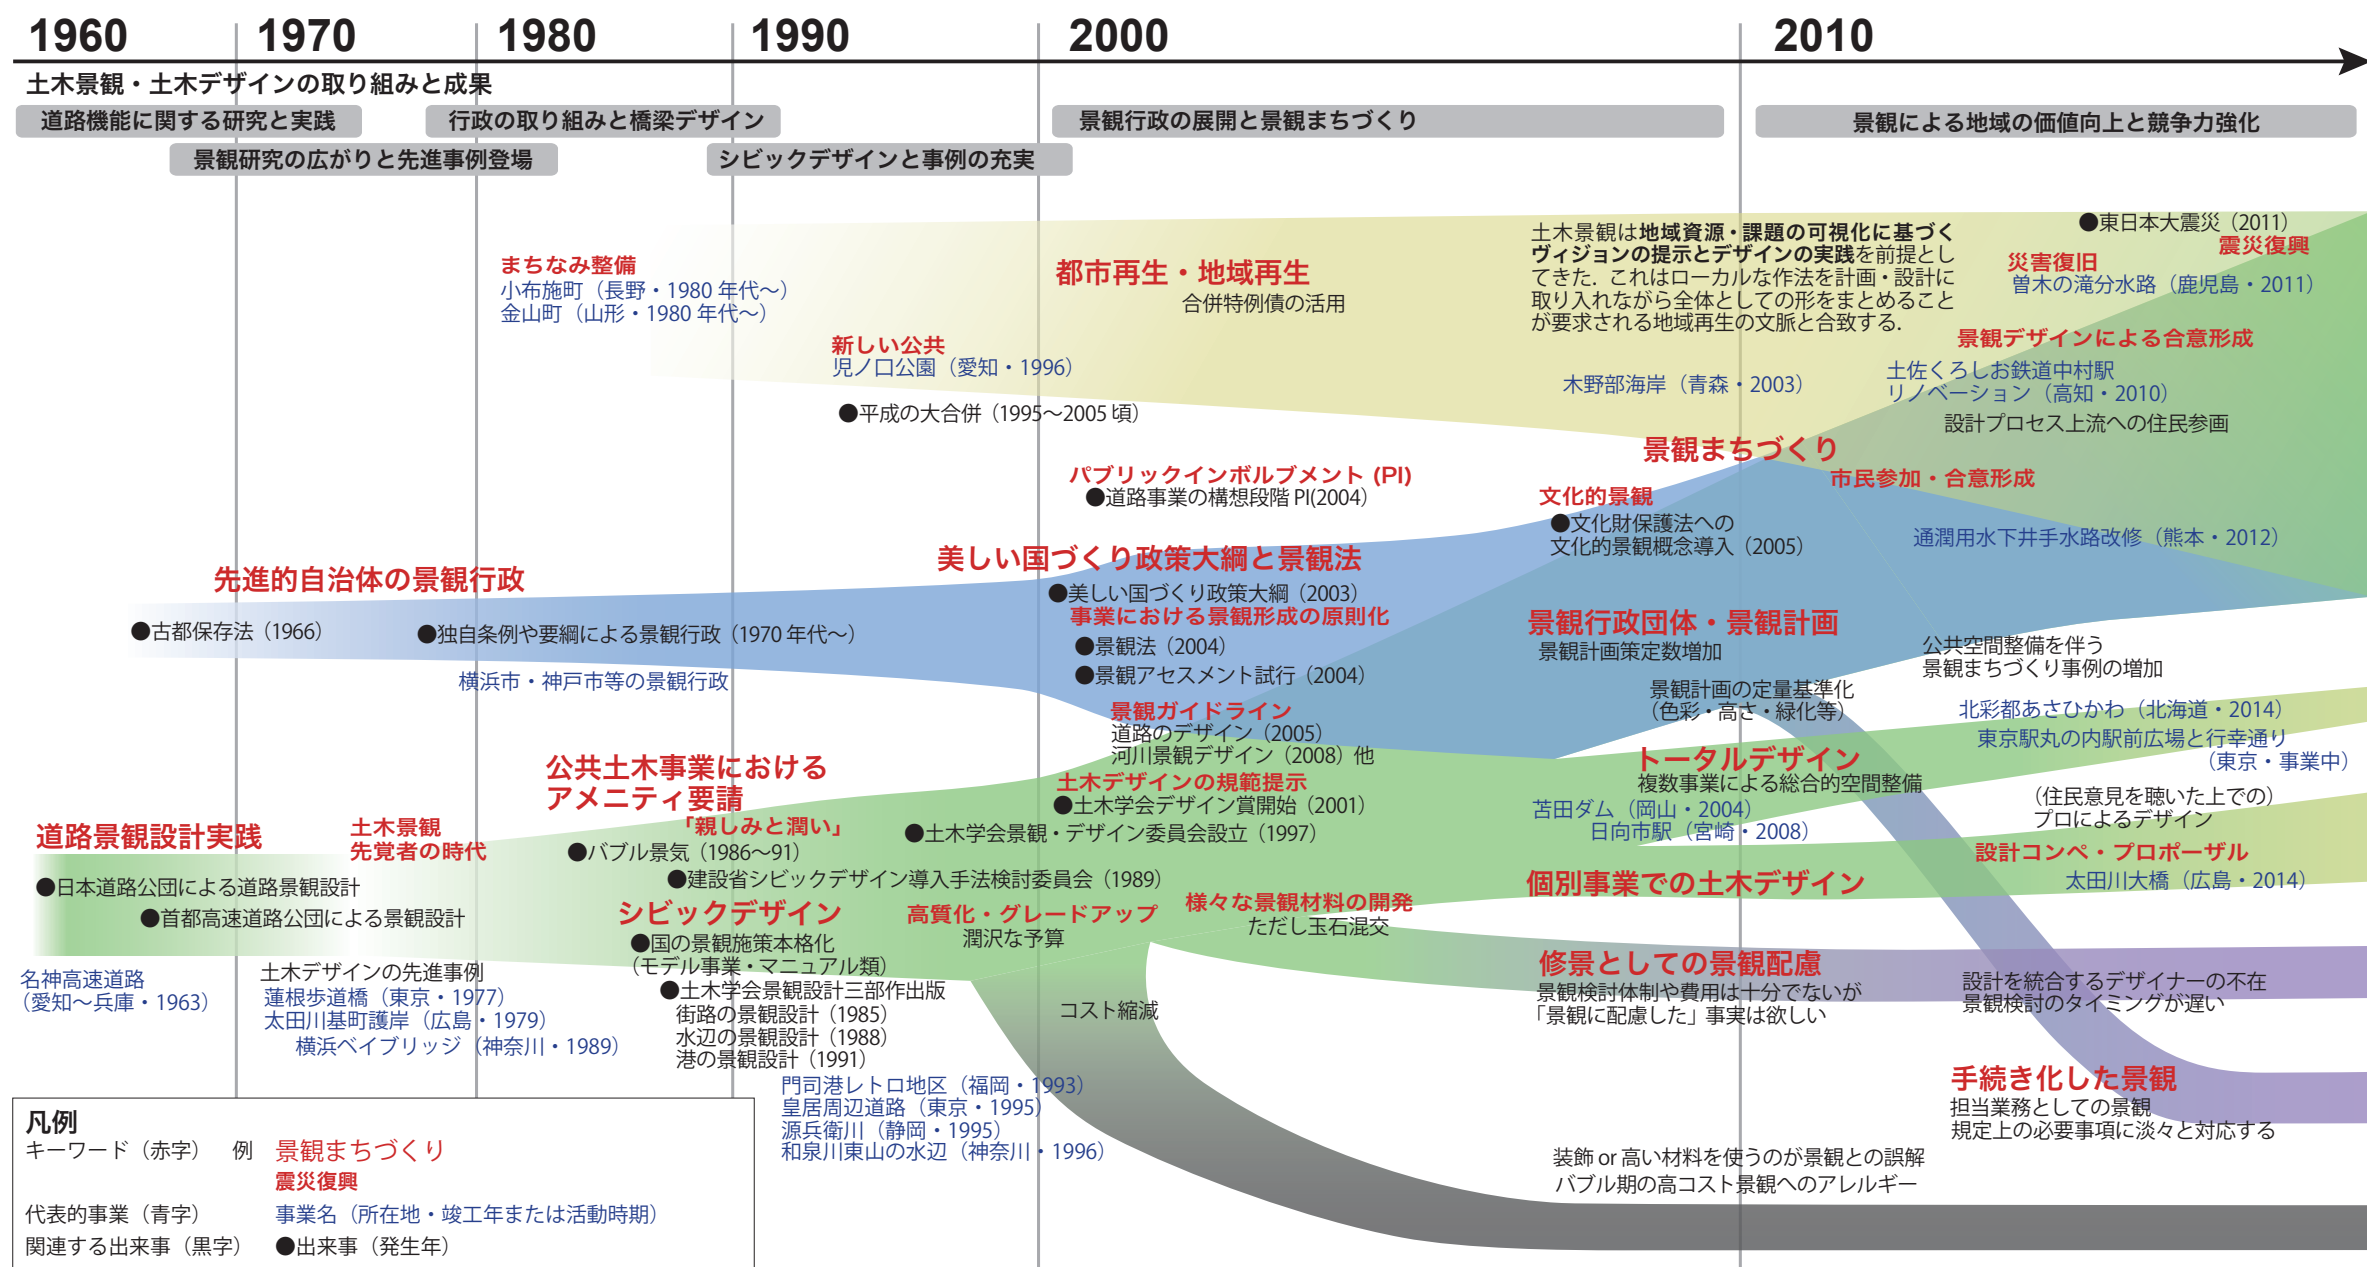 1960 1970 1980 1990 2000 2010
土木景観・土木デザインの取り組みと成果
道路機能に関する研究と実践
行政の取り組みと橋梁デザイン
景観行政の展開と景観まちづくり
景観による地域の価値向上と競争力強化
景観研究の広がりと先進事例登場
シビックデザインと事例の充実
まちなみ整備
小布施町（長野・1980 年代〜）
金山町（山形・1980 年代〜）
都市再生・地域再生
合併特例債の活用
新しい公共
児ノ口公園（愛知・1996）
●平成の大合併（1995〜2005 頃）
土木景観は地域資源・課題の可視化に基づく
ヴィジョンの提示とデザインの実践を前提とし
てきた．これはローカルな作法を計画・設計に
取り入れながら全体としての形をまとめること
が要求される地域再生の文脈と合致する．
木野部海岸（青森・2003）
●東日本大震災（2011）
震災復興
災害復旧
曽木の滝分水路（鹿児島・2011）
景観デザインによる合意形成
土佐くろしお鉄道中村駅
リノベーション（高知・2010）
設計プロセス上流への住民参画
景観まちづくり
市民参加・合意形成
パブリックインボルブメント (PI)
●道路事業の構想段階 PI(2004）
文化的景観
●文化財保護法への
文化的景観概念導入（2005）
通潤用水下井手水路改修（熊本・2012）
先進的自治体の景観行政
●古都保存法（1966）
●独自条例や要綱による景観行政（1970 年代〜）
横浜市・神戸市等の景観行政
美しい国づくり政策大綱と景観法
●美しい国づくり政策大綱（2003）
事業における景観形成の原則化
●景観法（2004）
●景観アセスメント試行（2004）
景観ガイドライン
道路のデザイン（2005）
河川景観デザイン（2008）他
景観行政団体・景観計画
景観計画策定数増加
景観計画の定量基準化
（色彩・高さ・緑化等）
公共空間整備を伴う
景観まちづくり事例の増加
北彩都あさひかわ（北海道・2014）
東京駅丸の内駅前広場と行幸通り
（東京・事業中）
公共土木事業における
アメニティ要請
「親しみと潤い」
●バブル景気（1986〜91）
●建設省シビックデザイン導入手法検討委員会（1989）
土木デザインの規範提示
●土木学会デザイン賞開始（2001）
●土木学会景観・デザイン委員会設立（1997）
トータルデザイン
複数事業による総合的空間整備
苫田ダム（岡山・2004）
日向市駅（宮崎・2008）
（住民意見を聴いた上での）
プロによるデザイン
設計コンペ・プロポーザル
太田川大橋（広島・2014）
道路景観設計実践
●日本道路公団による道路景観設計
●首都高速道路公団による景観設計
土木景観
先覚者の時代
名神高速道路
（愛知〜兵庫・1963）
土木デザインの先進事例
蓮根歩道橋（東京・1977）
太田川基町護岸（広島・1979）
横浜ベイブリッジ（神奈川・1989）
シビックデザイン
●国の景観施策本格化
（モデル事業・マニュアル類）
●土木学会景観設計三部作出版
街路の景観設計（1985）
水辺の景観設計（1988）
港の景観設計（1991）
高質化・グレードアップ
潤沢な予算
様々な景観材料の開発
ただし玉石混交
個別事業での土木デザイン
コスト縮減
修景としての景観配慮
景観検討体制や費用は十分でないが
「景観に配慮した」事実は欲しい
設計を統合するデザイナーの不在
景観検討のタイミングが遅い
門司港レトロ地区（福岡・1993）
皇居周辺道路（東京・1995）
源兵衛川（静岡・1995）
和泉川東山の水辺（神奈川・1996）
手続き化した景観
担当業務としての景観
規定上の必要事項に淡々と対応する
装飾 or 高い材料を使うのが景観との誤解
バブル期の高コスト景観へのアレルギー
凡例
キーワード（赤字） 例 景観まちづくり
震災復興
代表的事業（青字） 事業名（所在地・竣工年または活動時期）
関連する出来事（黒字） ●出来事（発生年）